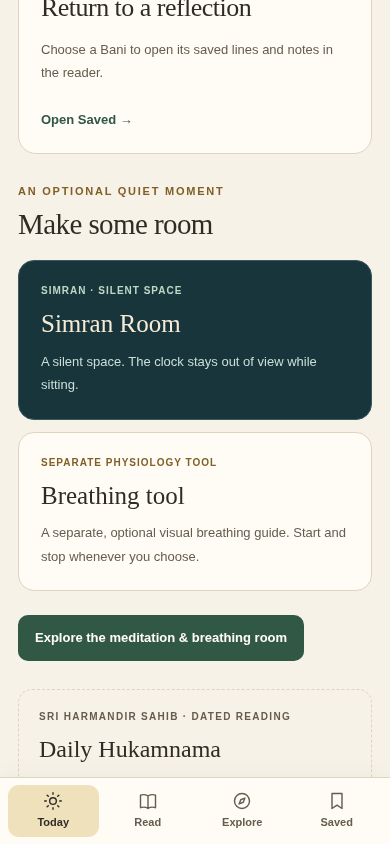 Return to a reflection
Choose a Bani to open its saved lines and notes in
the reader.
Open Saved →
AN OPTIONAL QUIET MOMENT
Make some room
SIMRAN · SILENT SPACE
Simran Room
A silent space. The clock stays out of view while
sitting.
SEPARATE PHYSIOLOGY TOOL
Breathing tool
A separate, optional visual breathing guide. Start and
stop whenever you choose.
Explore the meditation & breathing room
SRI HARMANDIR SAHIB · DATED READING
Daily Hukamnama
Today
Read
Explore
Saved